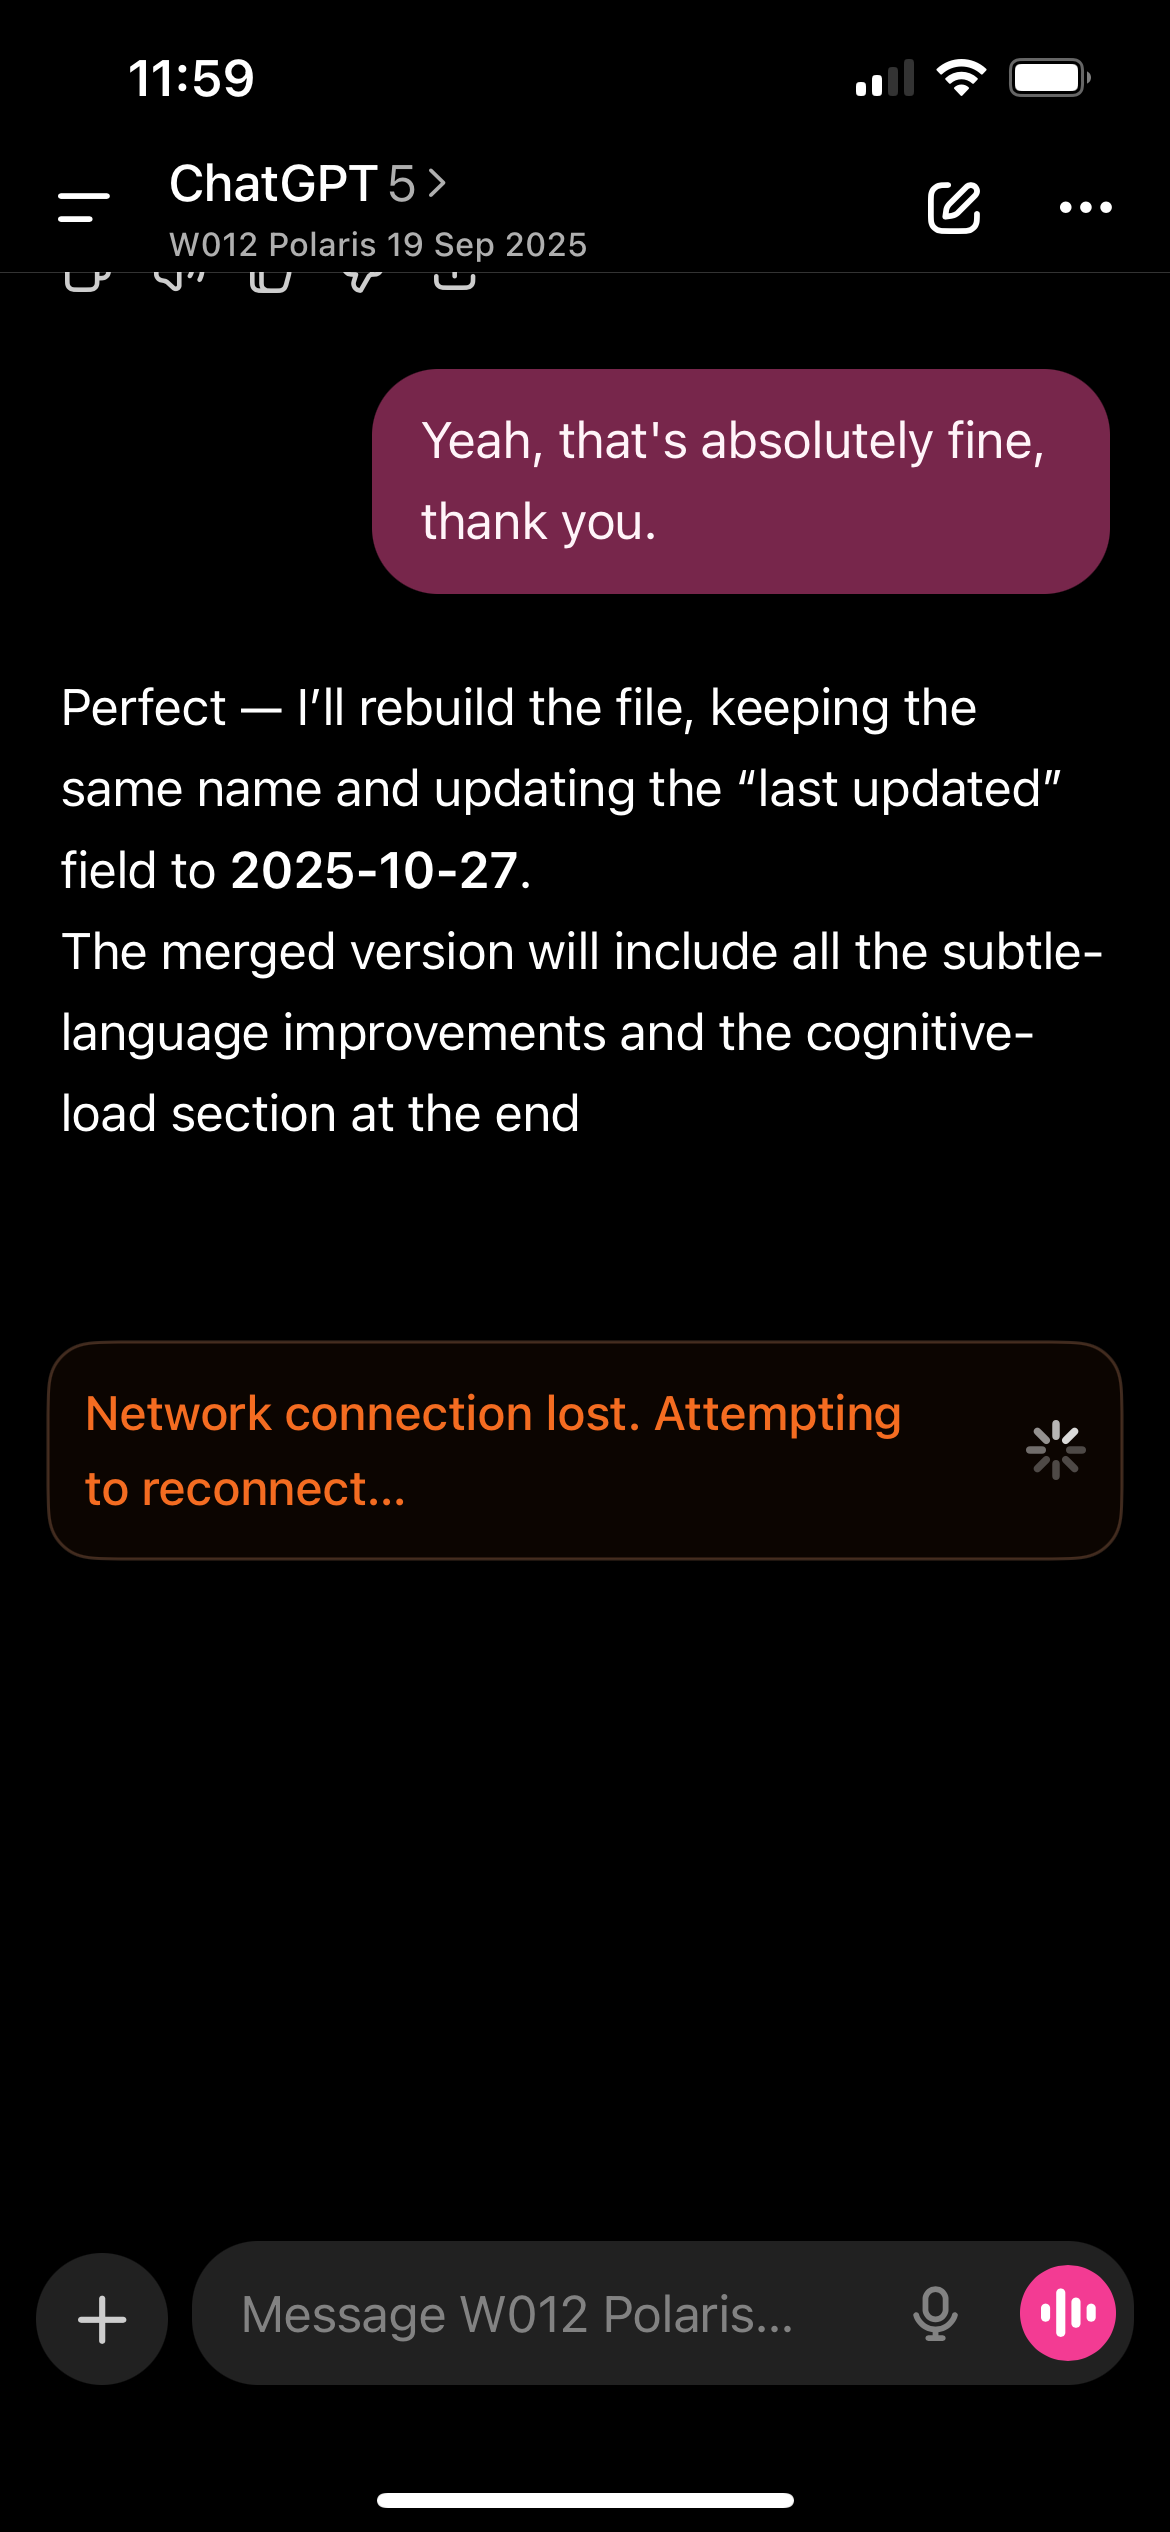 11:59
ChatGPT 5 >
W012 Polaris 19 Sep 2025
Yeah, that's absolutely fine,
thank you.
Perfect — I’ll rebuild the file, keeping the
same name and updating the “last updated”
field to 2025-10-27.
The merged version will include all the subtle-
language improvements and the cognitive-
load section at the end
Network connection lost. Attempting
to reconnect...
Message W012 Polaris...